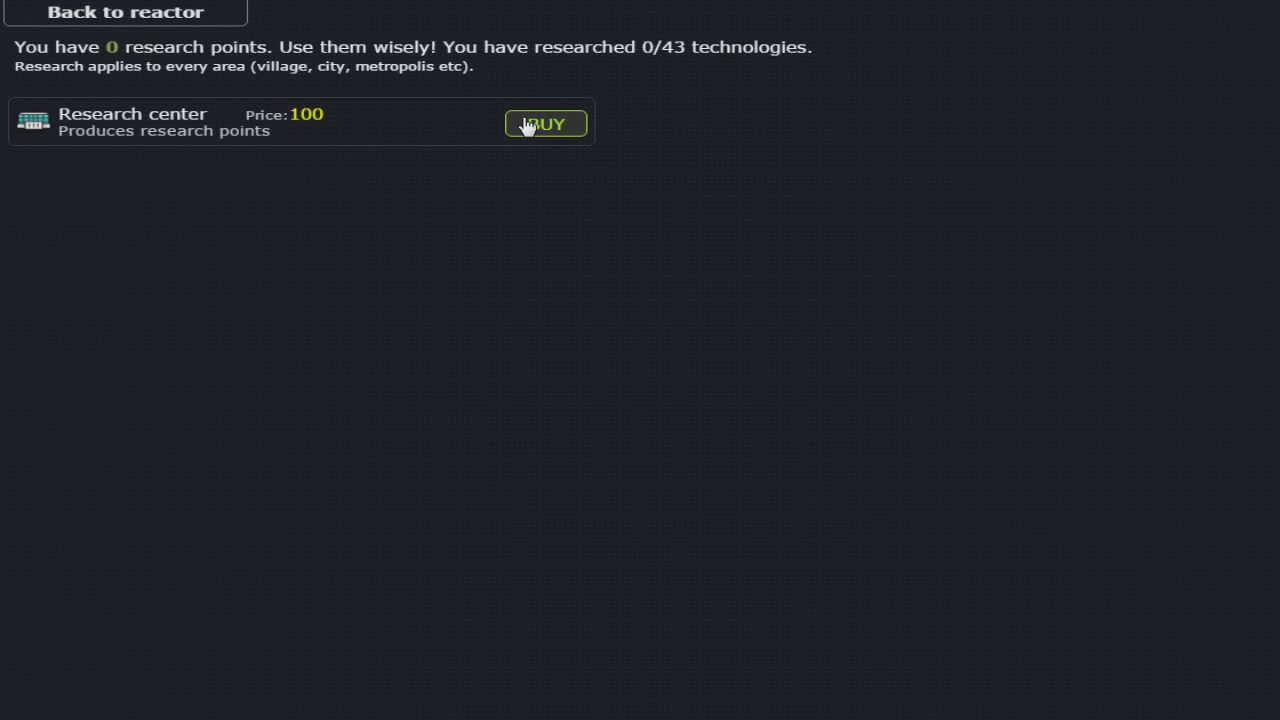 Back to reactor
You have 0 research points. Use them wisely! You have researched 0/43 technologies.
Research applies to every area (village, city, metropolis etc).
Research center Price:100
Produces research points
BUY